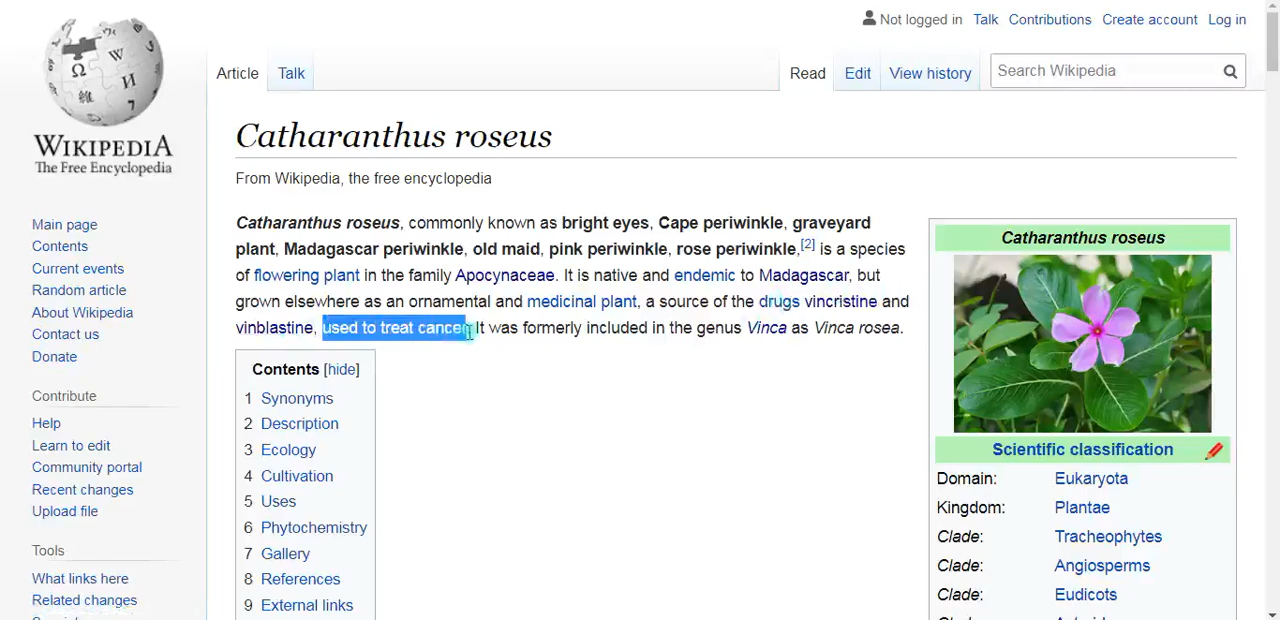 Not logged in Talk Contributions Create account Log in
Article Talk Read Edit View history Search Wikipedia
WIKIPEDIA
The Free Encyclopedia
Main page
Contents
Current events
Random article
About Wikipedia
Contact us
Donate
Contribute
Help
Learn to edit
Community portal
Recent changes
Upload file
Tools
What links here
Related changes
Catharanthus roseus
From Wikipedia, the free encyclopedia
Catharanthus roseus, commonly known as bright eyes, Cape periwinkle, graveyard
plant, Madagascar periwinkle, old maid, pink periwinkle, rose periwinkle,[2] is a species
of flowering plant in the family Apocynaceae. It is native and endemic to Madagascar, but
grown elsewhere as an ornamental and medicinal plant, a source of the drugs vincristine and
vinblastine, used to treat cancer. It was formerly included in the genus Vinca as Vinca rosea.
Contents [hide]
1 Synonyms
2 Description
3 Ecology
4 Cultivation
5 Uses
6 Phytochemistry
7 Gallery
8 References
9 External links
Catharanthus roseus
Scientific classification
Domain: Eukaryota
Kingdom: Plantae
Clade: Tracheophytes
Clade: Angiosperms
Clade: Eudicots